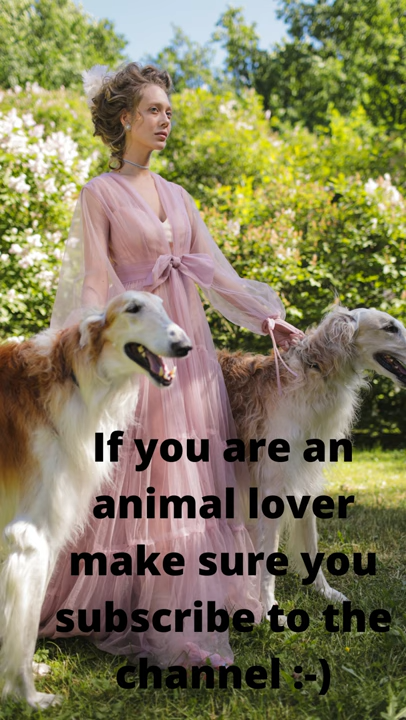 If you are an
animal lover
make sure you
subscribe to the
channel :-)